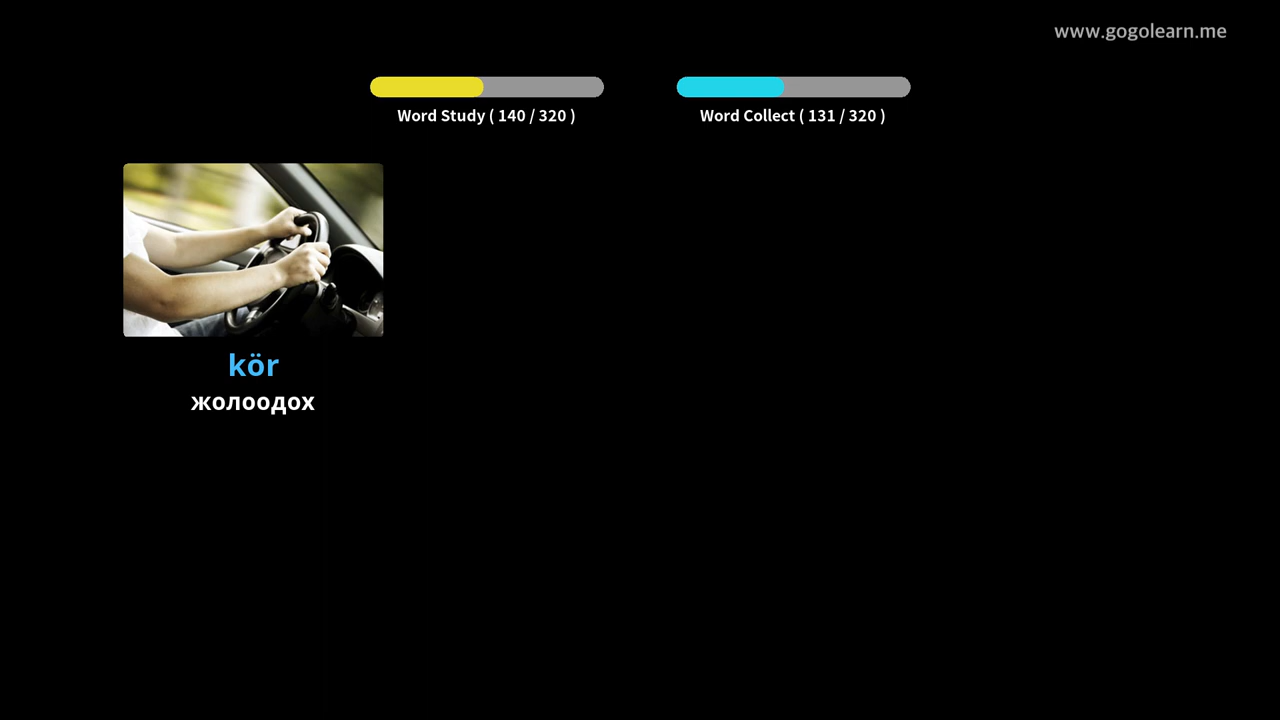 www.gogolearn.me
Word Study ( 140 / 320 )
Word Collect ( 131 / 320 )
kör
жолоодох